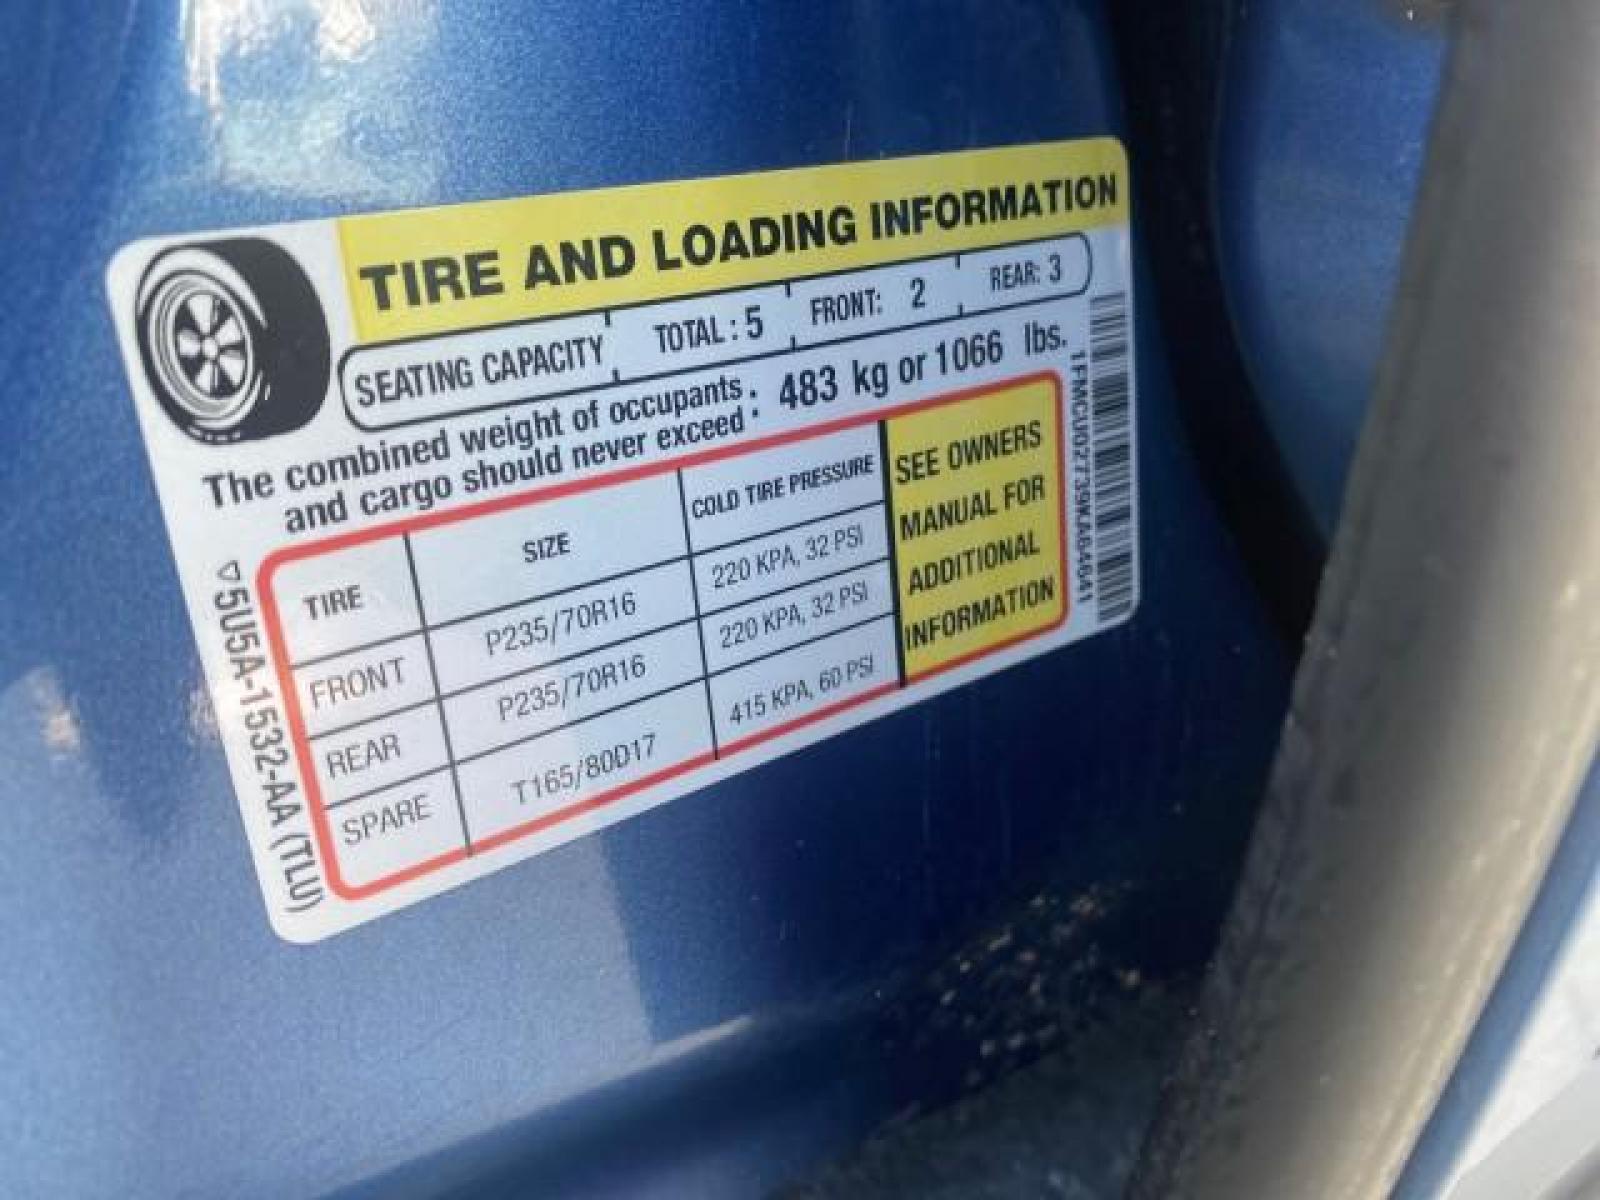 TIRE AND LOADING INFORMATION
SEATING CAPACITY TOTAL : 5 FRONT: 2 REAR: 3
The combined weight of occupants
and cargo should never exceed : 483 kg or 1066 lbs.
TIRE SIZE COLD TIRE PRESSURE
FRONT P235/70R16 220 KPA, 32 PSI
REAR P235/70R16 220 KPA, 32 PSI
SPARE T165/80D17 415 KPA, 60 PSI
SEE OWNERS
MANUAL FOR
ADDITIONAL
INFORMATION
5U5A-1532-AA (TLU)